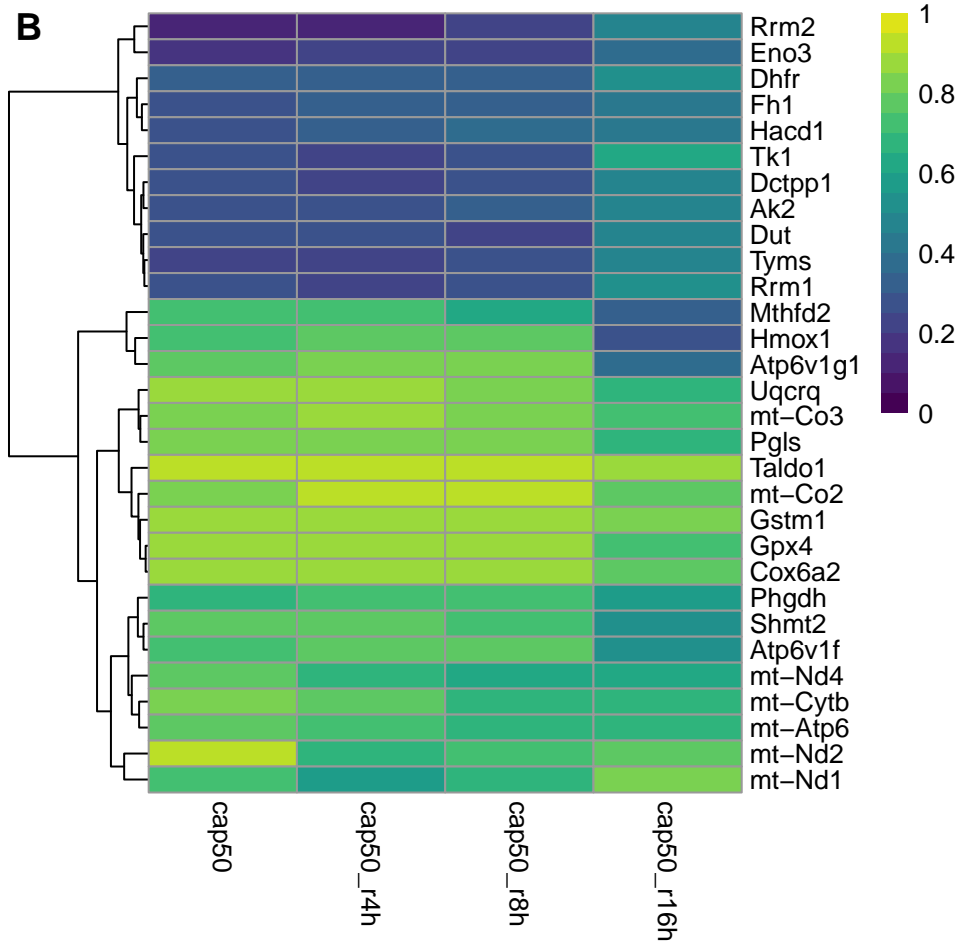 B
Rrm2
Eno3
Dhfr
Fh1
Hacd1
Tk1
Dctpp1
Ak2
Dut
Tyms
Rrm1
Mthfd2
Hmox1
Atp6v1g1
Uqcrq
mt−Co3
Pgls
Taldo1
mt−Co2
Gstm1
Gpx4
Cox6a2
Phgdh
Shmt2
Atp6v1f
mt−Nd4
mt−Cytb
mt−Atp6
mt−Nd2
mt−Nd1
cap50
cap50_r4h
cap50_r8h
cap50_r16h
1
0.8
0.6
0.4
0.2
0